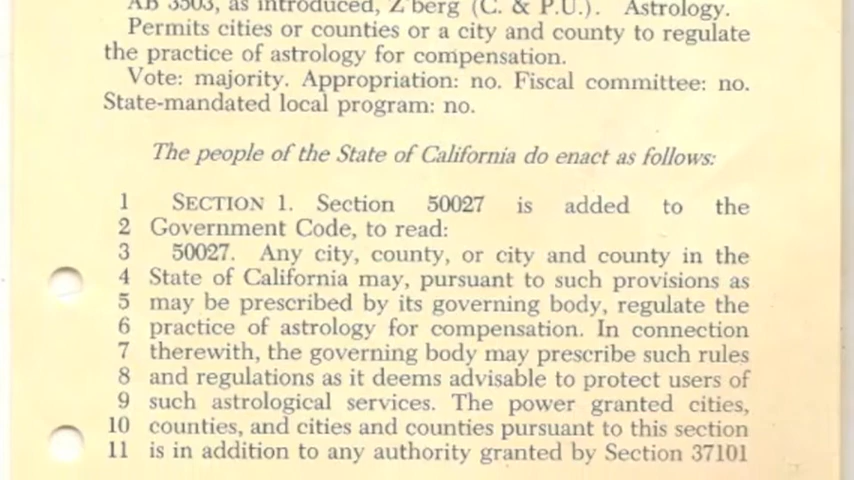 AB 3503, as introduced, Z'berg (C. & P.U.). Astrology.
Permits cities or counties or a city and county to regulate
the practice of astrology for compensation.
Vote: majority. Appropriation: no. Fiscal committee: no.
State-mandated local program: no.
The people of the State of California do enact as follows:
1 SECTION 1. Section 50027 is added to the
2 Government Code, to read:
3 50027. Any city, county, or city and county in the
4 State of California may, pursuant to such provisions as
5 may be prescribed by its governing body, regulate the
6 practice of astrology for compensation. In connection
7 therewith, the governing body may prescribe such rules
8 and regulations as it deems advisable to protect users of
9 such astrological services. The power granted cities,
10 counties, and cities and counties pursuant to this section
11 is in addition to any authority granted by Section 37101